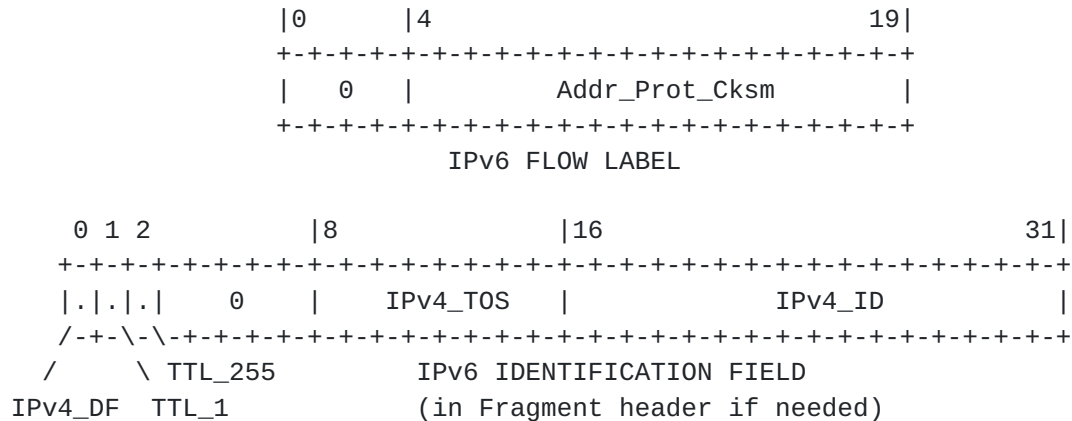 |0      |4                            19|
+-+-+-+-+-+-+-+-+-+-+-+-+-+-+-+-+-+-+-+-+
|   0   |         Addr_Prot_Cksm        |
+-+-+-+-+-+-+-+-+-+-+-+-+-+-+-+-+-+-+-+-+
IPv6 FLOW LABEL
0 1 2          |8              |16                           31|
+-+-+-+-+-+-+-+-+-+-+-+-+-+-+-+-+-+-+-+-+-+-+-+-+-+-+-+-+-+-+-+-+
|.|.|.|    0    |    IPv4_TOS   |             IPv4_ID           |
/-+-\-\-+-+-+-+-+-+-+-+-+-+-+-+-+-+-+-+-+-+-+-+-+-+-+-+-+-+-+-+-+
/     \ TTL_255         IPv6 IDENTIFICATION FIELD
IPv4_DF  TTL_1            (in Fragment header if needed)